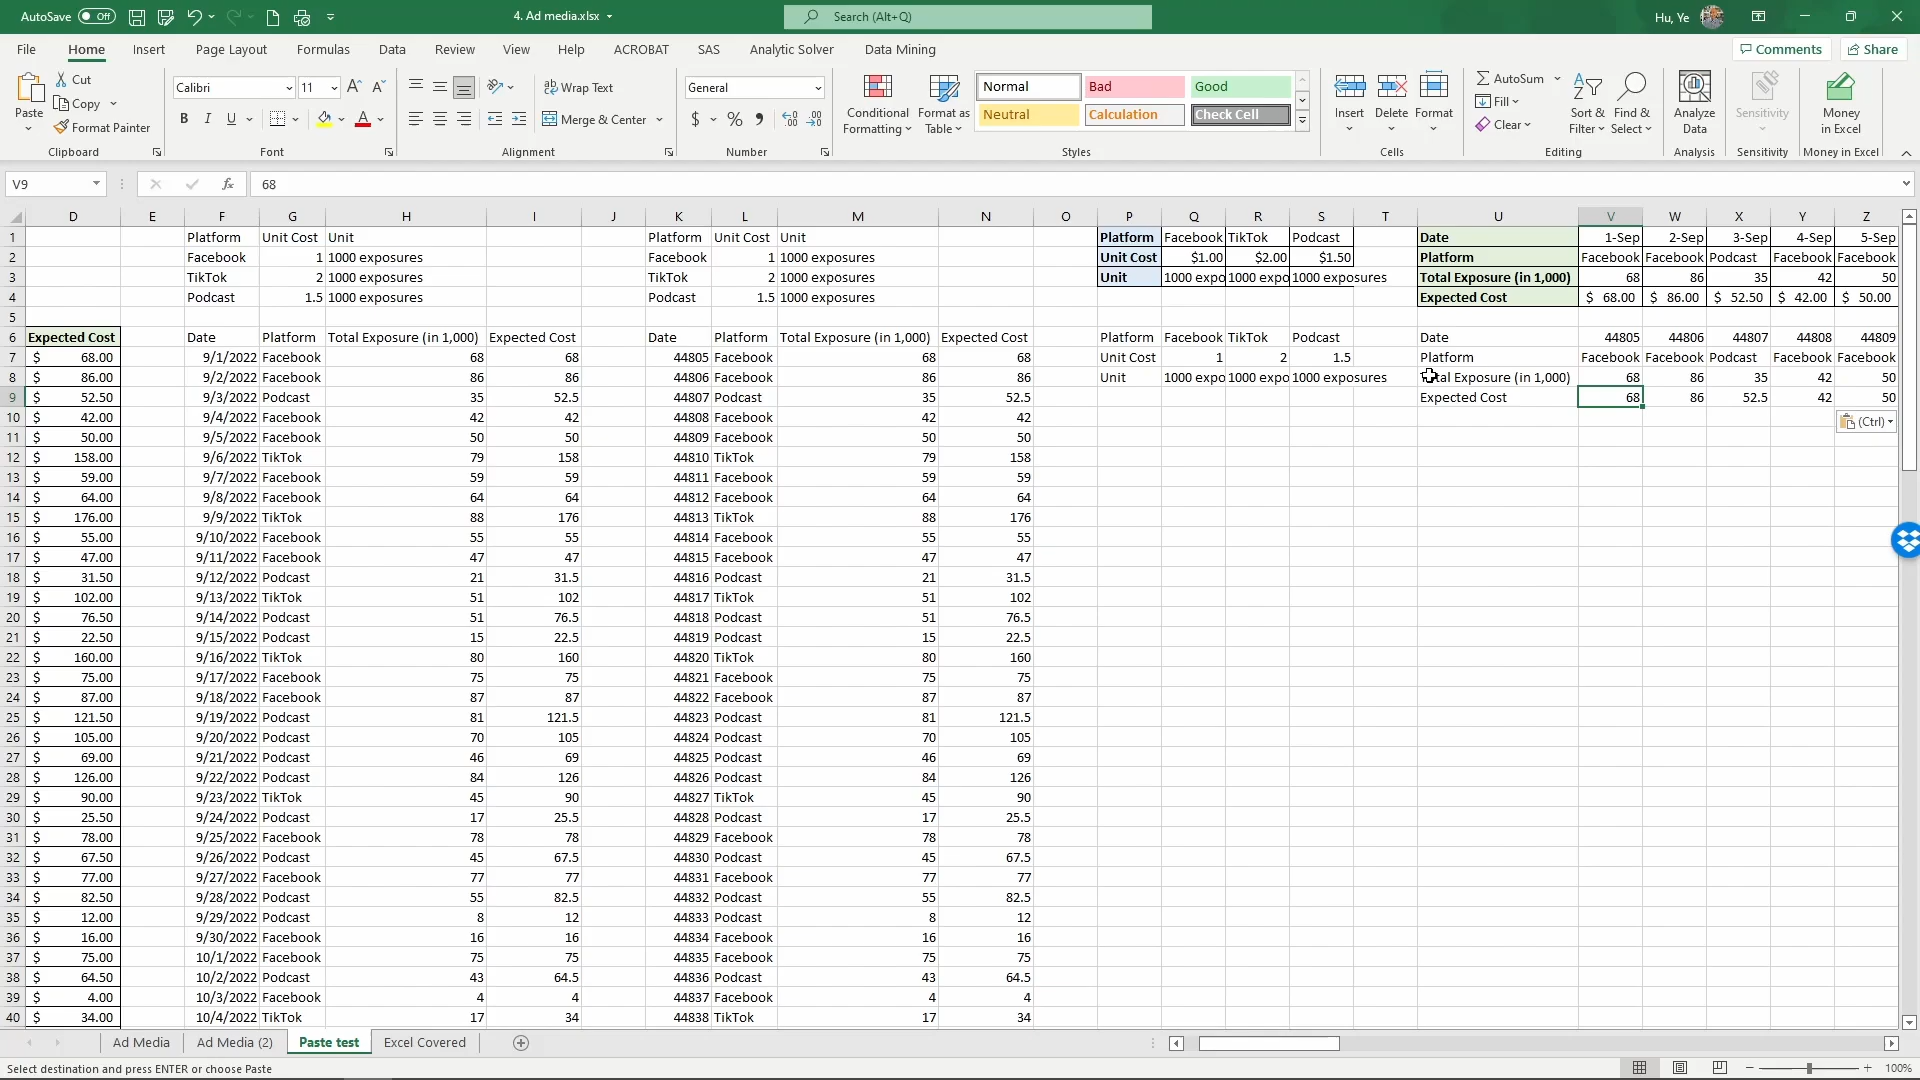 AutoSave Off 4. Ad media.xlsx Search (Alt+Q) Hu, Ye
File Home Insert Page Layout Formulas Data Review View Help ACROBAT SAS Analytic Solver Data Mining Comments Share
Paste Cut Copy Format Painter Clipboard
Calibri 11 B I U Font
Wrap Text Merge & Center Alignment
General $ % Number
Conditional Formatting Format as Table Normal Bad Good Neutral Calculation Check Cell Styles
Insert Delete Format Cells
AutoSum Fill Clear Sort & Filter Find & Select Editing
Analyze Data Analysis Sensitivity Sensitivity Money in Excel Money in Excel
V9 fx 68
D E F G H I J K L M N O P Q R S T U V W X Y Z
1 Platform Unit Cost Unit Platform Unit Cost Unit Platform Facebook TikTok Podcast Date 1-Sep 2-Sep 3-Sep 4-Sep 5-Sep
2 Facebook 1 1000 exposures Facebook 1 1000 exposures Unit Cost $1.00 $2.00 $1.50 Platform Facebook Facebook Podcast Facebook Facebook
3 TikTok 2 1000 exposures TikTok 2 1000 exposures Unit 1000 expo 1000 expo 1000 exposures Total Exposure (in 1,000) 68 86 35 42 50
4 Podcast 1.5 1000 exposures Podcast 1.5 1000 exposures Expected Cost $ 68.00 $ 86.00 $ 52.50 $ 42.00 $ 50.00
5
6 Expected Cost Date Platform Total Exposure (in 1,000) Expected Cost Date Platform Total Exposure (in 1,000) Expected Cost Platform Facebook TikTok Podcast Date 44805 44806 44807 44808 44809
7 $ 68.00 9/1/2022 Facebook 68 68 44805 Facebook 68 68 Unit Cost 1 2 1.5 Platform Facebook Facebook Podcast Facebook Facebook
8 $ 86.00 9/2/2022 Facebook 86 86 44806 Facebook 86 86 Unit 1000 expo 1000 expo 1000 exposures Total Exposure (in 1,000) 68 86 35 42 50
9 $ 52.50 9/3/2022 Podcast 35 52.5 44807 Podcast 35 52.5 Expected Cost 68 86 52.5 42 50
10 $ 42.00 9/4/2022 Facebook 42 42 44808 Facebook 42 42
11 $ 50.00 9/5/2022 Facebook 50 50 44809 Facebook 50 50 (Ctrl)
12 $ 158.00 9/6/2022 TikTok 79 158 44810 TikTok 79 158
13 $ 59.00 9/7/2022 Facebook 59 59 44811 Facebook 59 59
14 $ 64.00 9/8/2022 Facebook 64 64 44812 Facebook 64 64
15 $ 176.00 9/9/2022 TikTok 88 176 44813 TikTok 88 176
16 $ 55.00 9/10/2022 Facebook 55 55 44814 Facebook 55 55
17 $ 47.00 9/11/2022 Facebook 47 47 44815 Facebook 47 47
18 $ 31.50 9/12/2022 Podcast 21 31.5 44816 Podcast 21 31.5
19 $ 102.00 9/13/2022 TikTok 51 102 44817 TikTok 51 102
20 $ 76.50 9/14/2022 Podcast 51 76.5 44818 Podcast 51 76.5
21 $ 22.50 9/15/2022 Podcast 15 22.5 44819 Podcast 15 22.5
22 $ 160.00 9/16/2022 TikTok 80 160 44820 TikTok 80 160
23 $ 75.00 9/17/2022 Facebook 75 75 44821 Facebook 75 75
24 $ 87.00 9/18/2022 Facebook 87 87 44822 Facebook 87 87
25 $ 121.50 9/19/2022 Podcast 81 121.5 44823 Podcast 81 121.5
26 $ 105.00 9/20/2022 Podcast 70 105 44824 Podcast 70 105
27 $ 69.00 9/21/2022 Podcast 46 69 44825 Podcast 46 69
28 $ 126.00 9/22/2022 Podcast 84 126 44826 Podcast 84 126
29 $ 90.00 9/23/2022 TikTok 45 90 44827 TikTok 45 90
30 $ 25.50 9/24/2022 Podcast 17 25.5 44828 Podcast 17 25.5
31 $ 78.00 9/25/2022 Facebook 78 78 44829 Facebook 78 78
32 $ 67.50 9/26/2022 Podcast 45 67.5 44830 Podcast 45 67.5
33 $ 77.00 9/27/2022 Facebook 77 77 44831 Facebook 77 77
34 $ 82.50 9/28/2022 Podcast 55 82.5 44832 Podcast 55 82.5
35 $ 12.00 9/29/2022 Podcast 8 12 44833 Podcast 8 12
36 $ 16.00 9/30/2022 Facebook 16 16 44834 Facebook 16 16
37 $ 75.00 10/1/2022 Facebook 75 75 44835 Facebook 75 75
38 $ 64.50 10/2/2022 Podcast 43 64.5 44836 Podcast 43 64.5
39 $ 4.00 10/3/2022 Facebook 4 4 44837 Facebook 4 4
40 $ 34.00 10/4/2022 TikTok 17 34 44838 TikTok 17 34
Ad Media Ad Media (2) Paste test Excel Covered
Select destination and press ENTER or choose Paste 100%